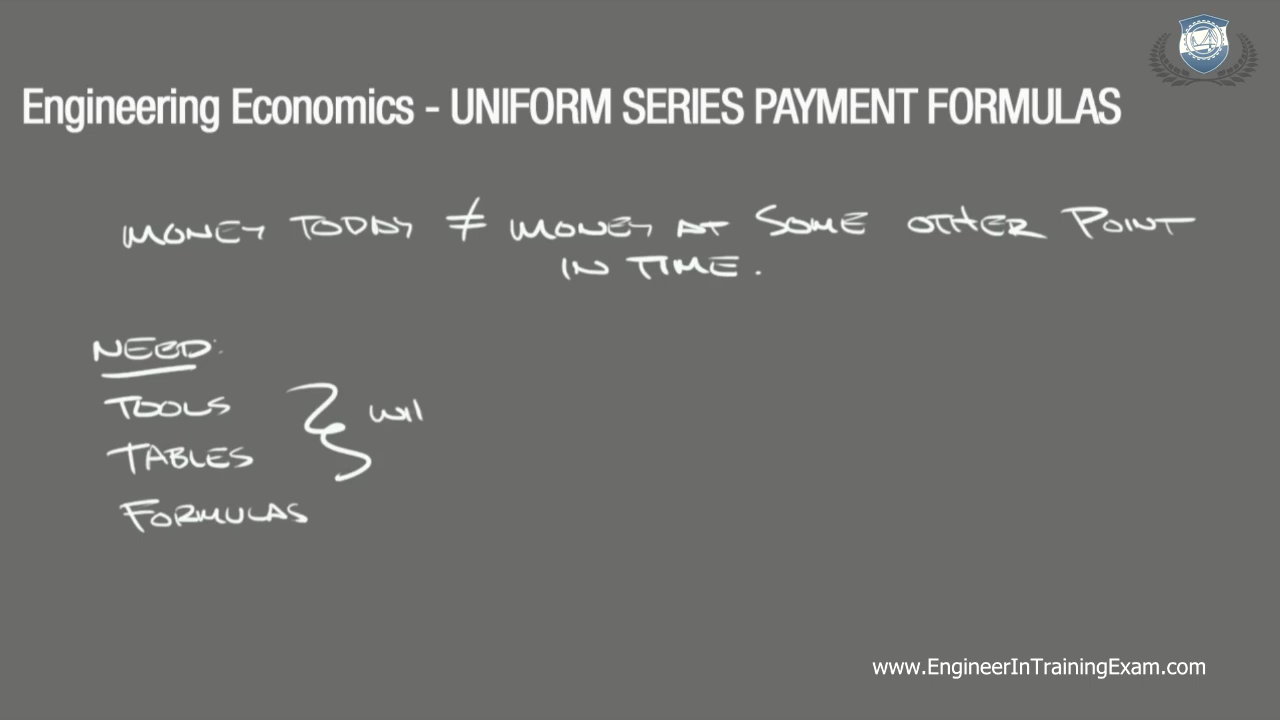 Engineering Economics - UNIFORM SERIES PAYMENT FORMULAS
MONEY TODAY ≠ MONEY AT SOME OTHER POINT
IN TIME.
NEED:
TOOLS
TABLES
FORMULAS
www.EngineerInTrainingExam.com